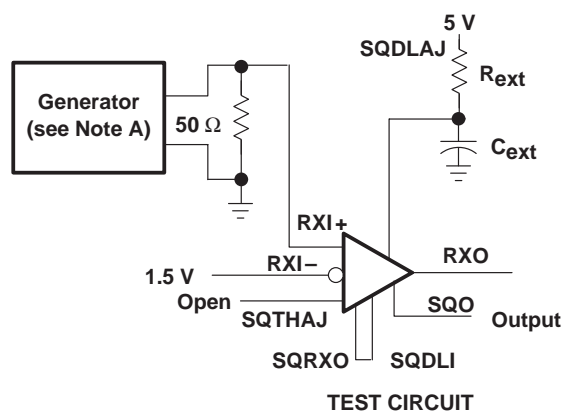 5 V
SQDLAJ
Rext
Generator
(see Note A)
50 Ω
Cext
RXI+
RXI−
RXO
1.5 V
Open
SQTHAJ
SQO
Output
SQRXO
SQDLI
TEST CIRCUIT